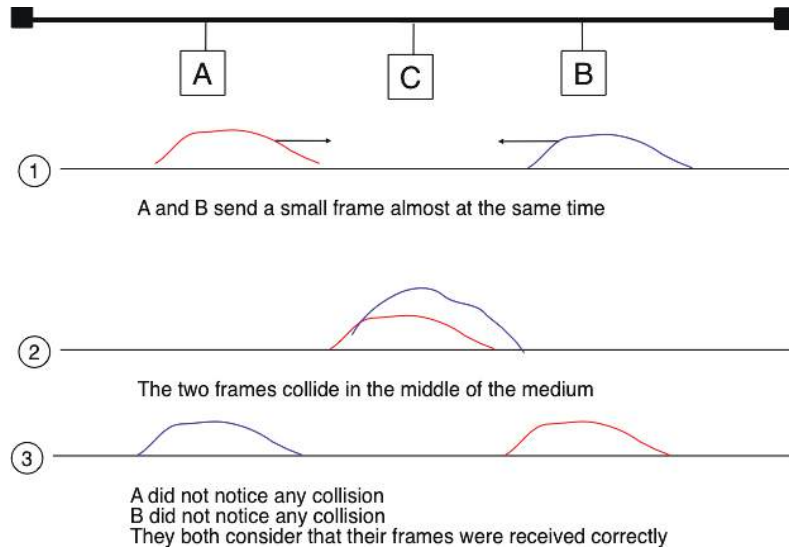 A
C
B
1
A and B send a small frame almost at the same time
2
The two frames collide in the middle of the medium
3
A did not notice any collision
B did not notice any collision
They both consider that their frames were received correctly